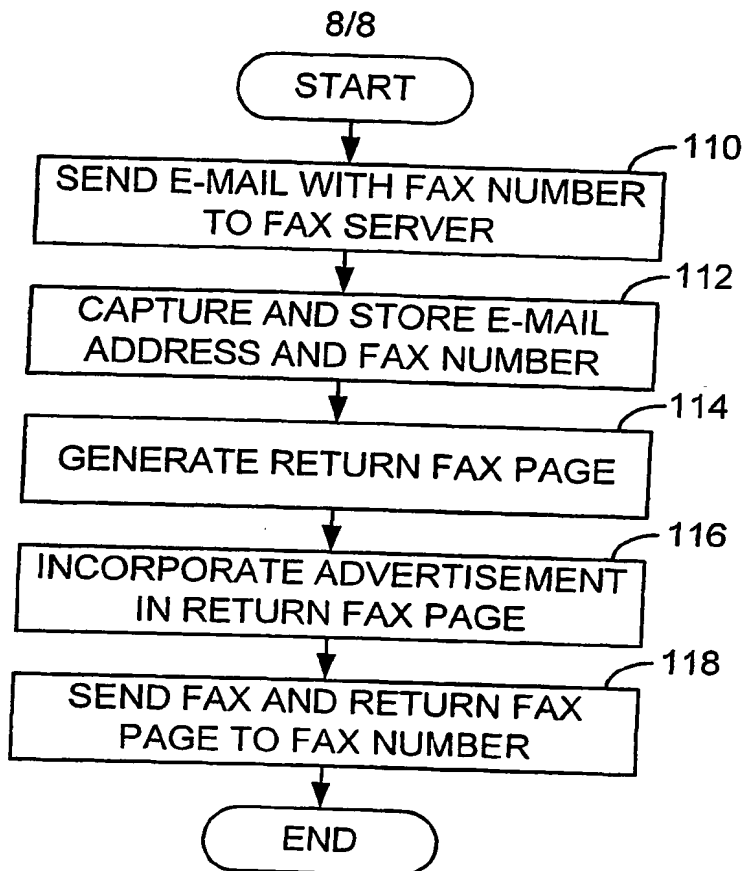 8/8
START
110
SEND E-MAIL WITH FAX NUMBER
TO FAX SERVER
112
CAPTURE AND STORE E-MAIL
ADDRESS AND FAX NUMBER
114
GENERATE RETURN FAX PAGE
116
INCORPORATE ADVERTISEMENT
IN RETURN FAX PAGE
118
SEND FAX AND RETURN FAX
PAGE TO FAX NUMBER
END